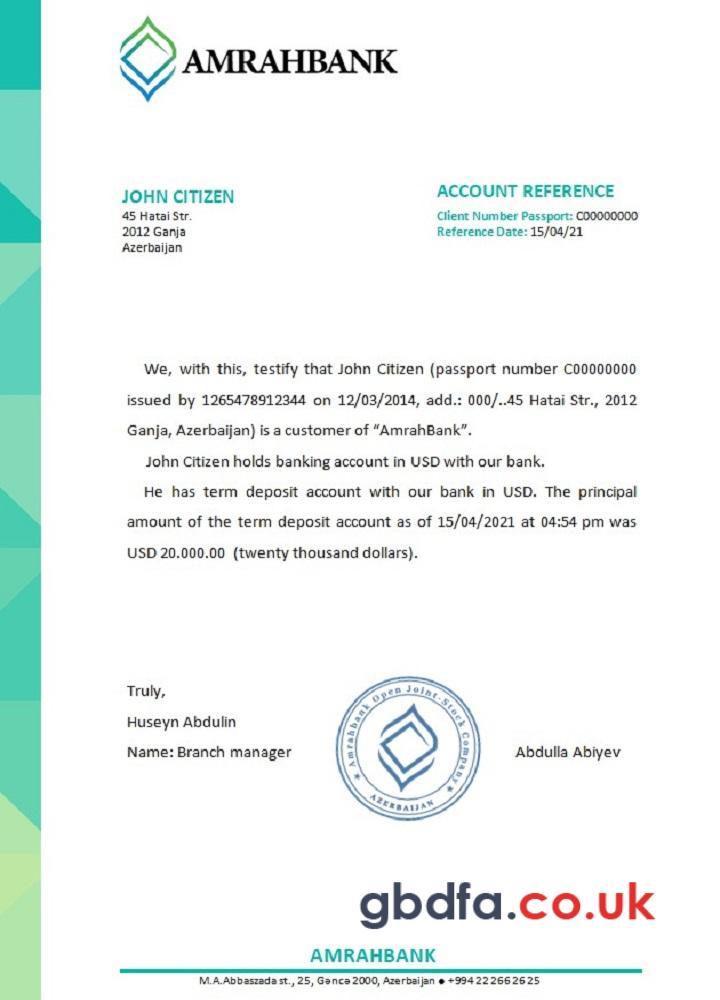 AMRAHBANK
JOHN CITIZEN
45 Hatai Str.
2012 Ganja
Azerbaijan
ACCOUNT REFERENCE
Client Number Passport: C00000000
Reference Date: 15/04/21
We, with this, testify that John Citizen (passport number C00000000
issued by 1265478912344 on 12/03/2014, add.: 000/..45 Hatai Str., 2012
Ganja, Azerbaijan) is a customer of “AmrahBank”.
John Citizen holds banking account in USD with our bank.
He has term deposit account with our bank in USD. The principal
amount of the term deposit account as of 15/04/2021 at 04:54 pm was
USD 20.000.00 (twenty thousand dollars).
Truly,
Huseyn Abdulin
Name: Branch manager
Amrahbank Open Joint-Stock Company
AZERBAIJAN
Abdulla Abiyev
gbdfa.co.uk
AMRAHBANK
M.A.Abbaszada st., 25, Gəncə 2000, Azerbaijan ● +994 22 266 26 25